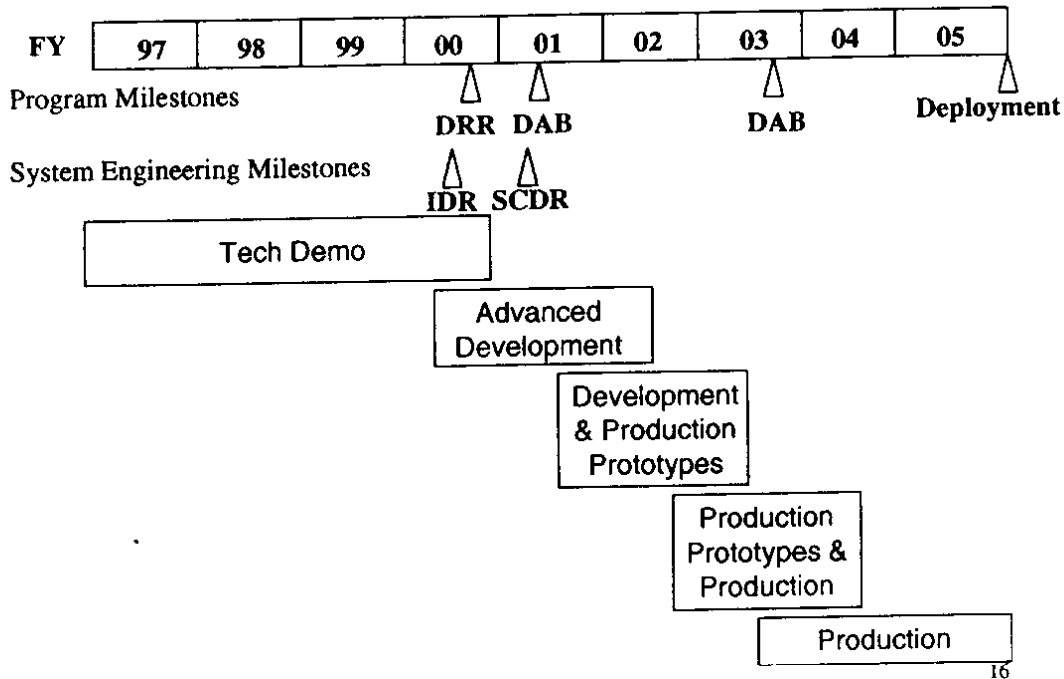 FY 97 98 99 00 01 02 03 04 05
Program Milestones
DRR DAB DAB Deployment
System Engineering Milestones
IDR SCDR
Tech Demo
Advanced
Development
Development
& Production
Prototypes
Production
Prototypes &
Production
Production
16